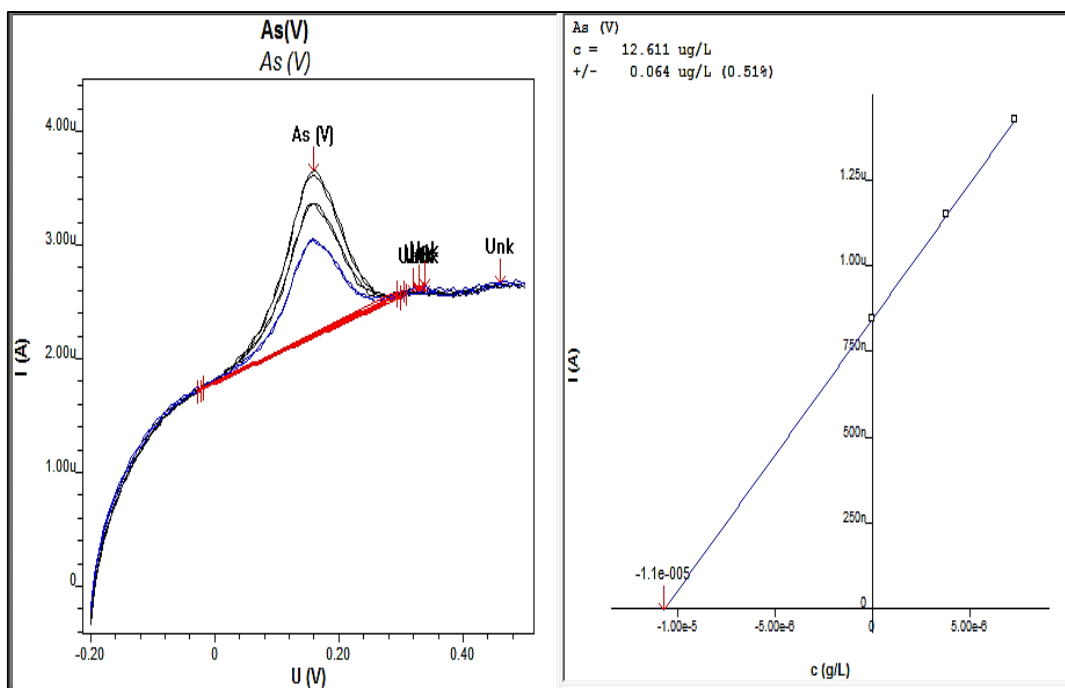 As(V)
As (V)
4.00u
3.00u
2.00u
1.00u
0
I (A)
As (V)
Unk
-0.20
0
0.20
0.40
U (V)
As (V)
c = 12.611 ug/L
+/- 0.064 ug/L (0.51%)
1.25u
1.00u
750n
500n
250n
0
I (A)
-1.1e-005
-1.00e-5
-5.00e-6
0
5.00e-6
c (g/L)